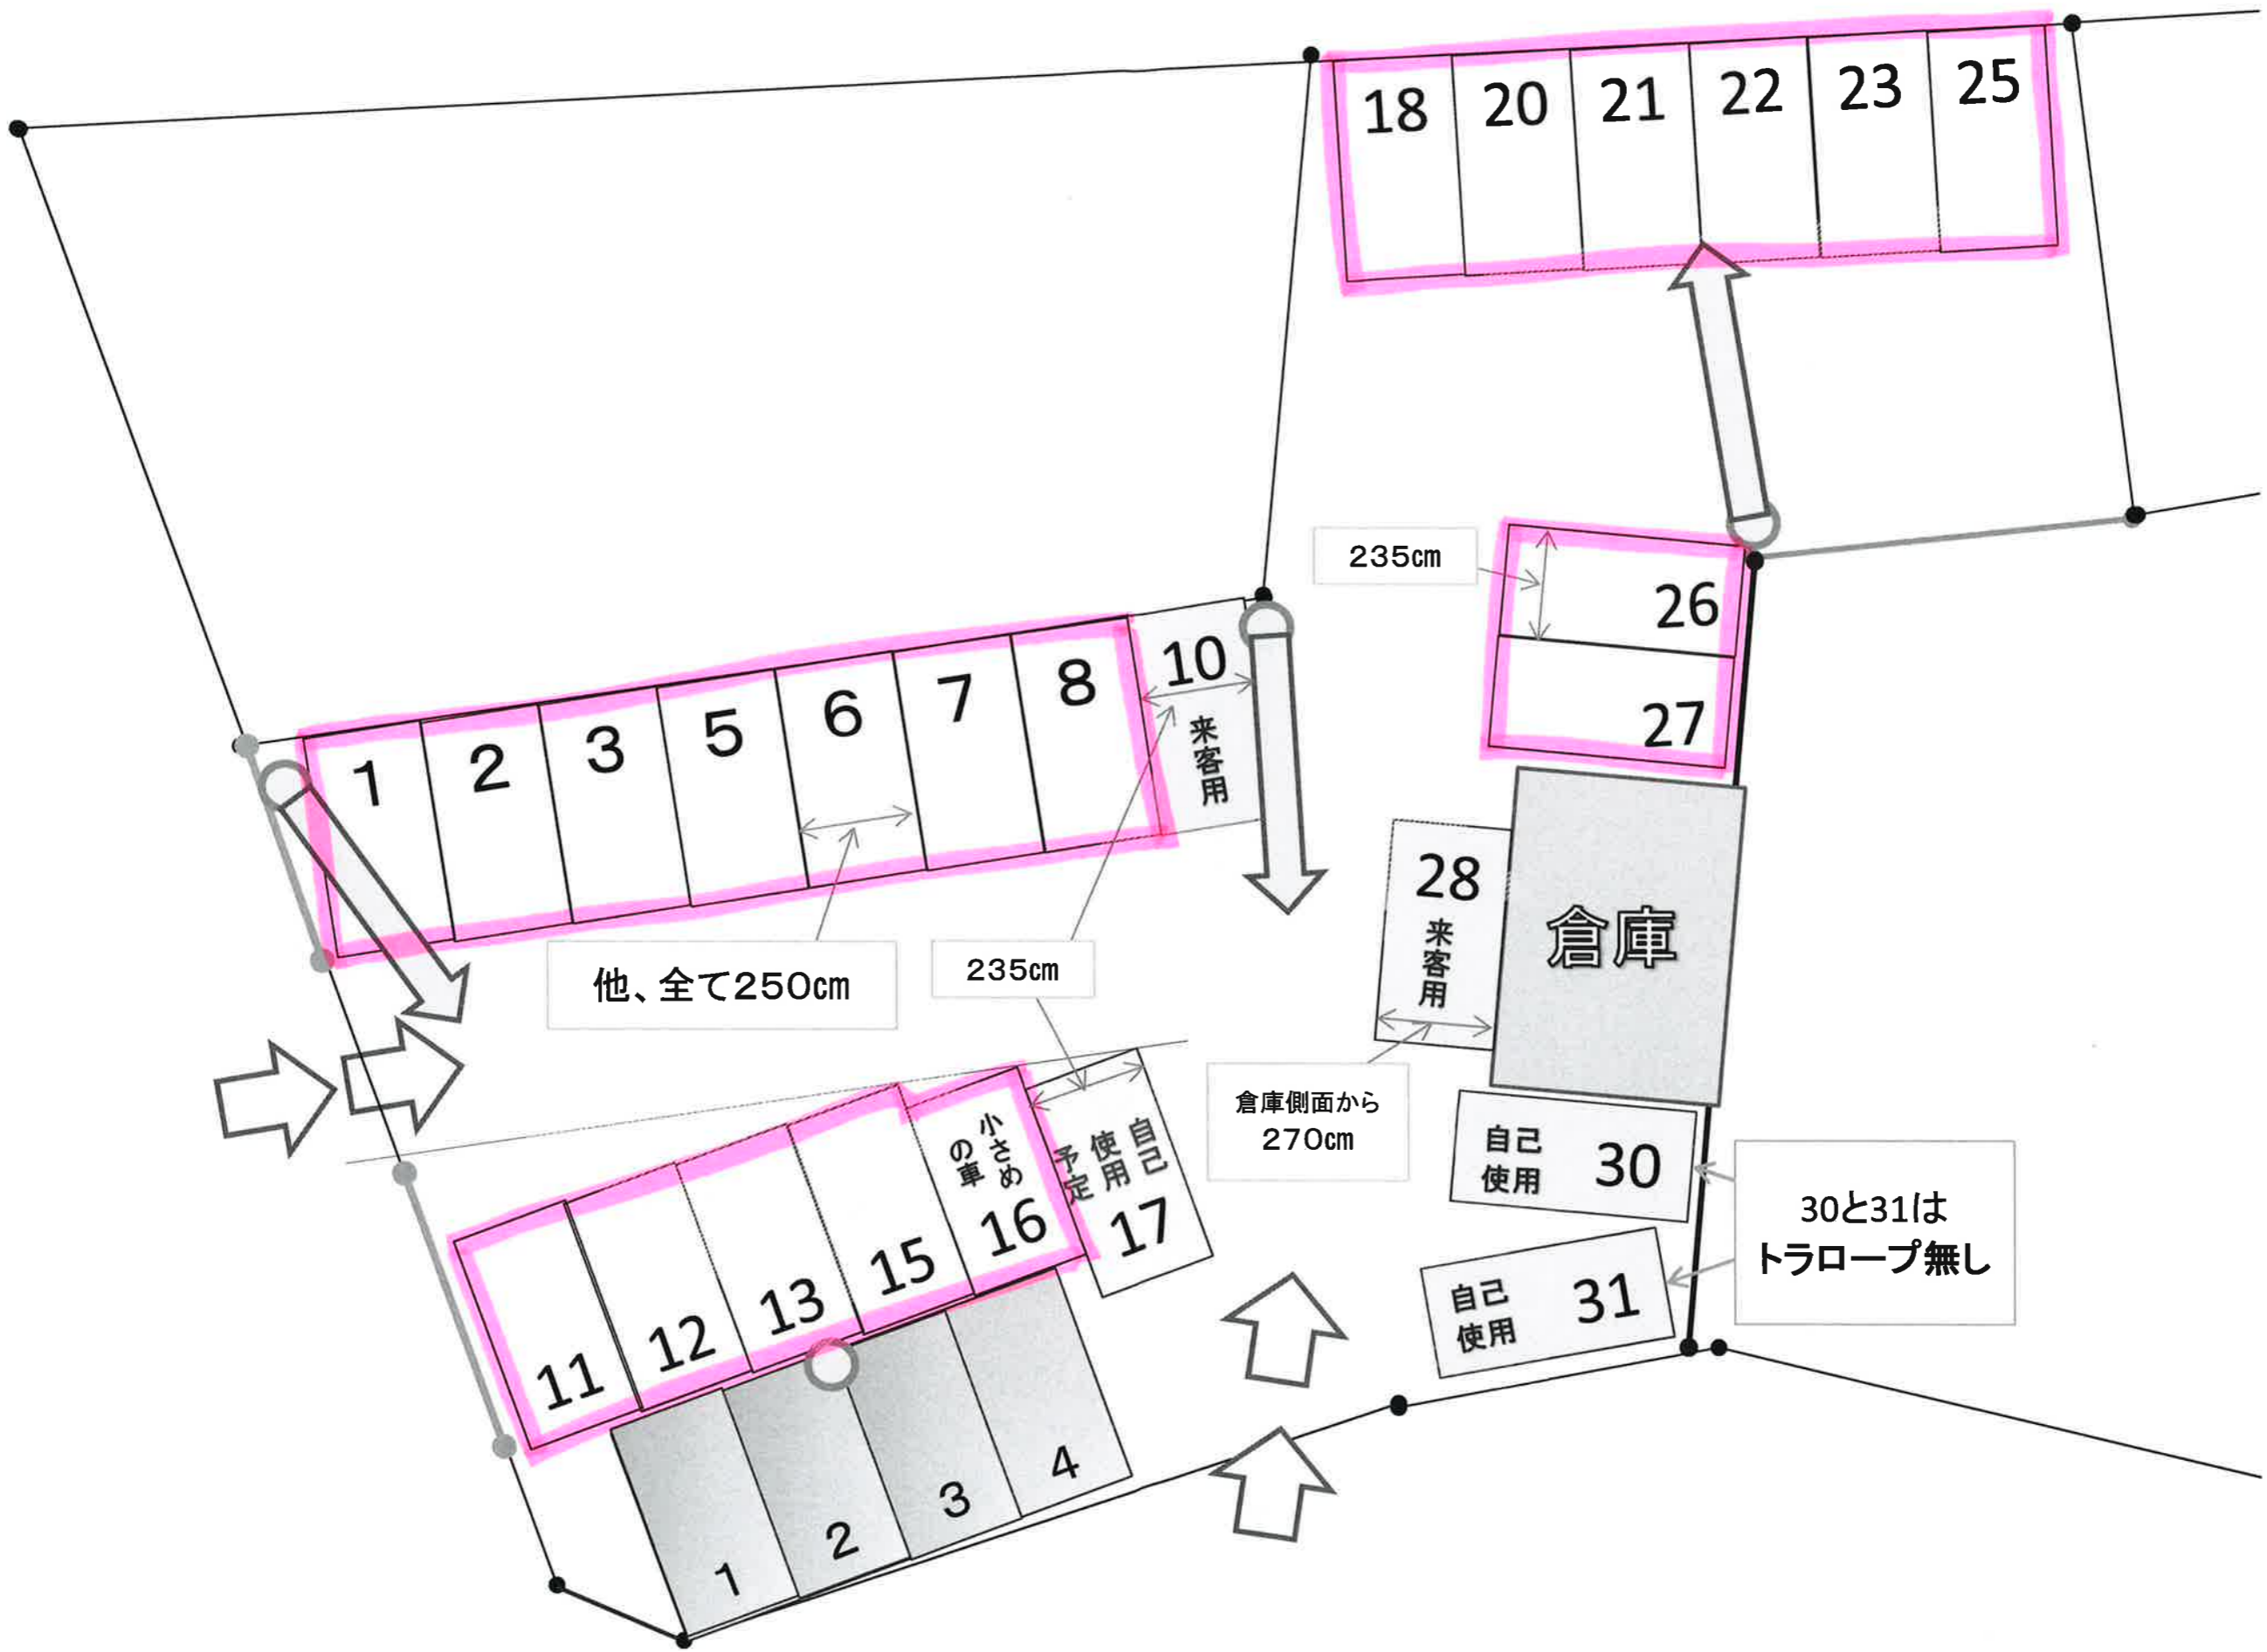 18
20
21
22
23
25
235㎝
26
27
1
2
3
5
6
7
8
10
来客用
28
来客用
倉庫
他、全て250㎝
235㎝
倉庫側面から
270㎝
自己
使用
30
自己
使用
31
30と31は
トラロープ無し
11
12
13
15
小さめ
の車
16
自己
使用
予定
17
1
2
3
4